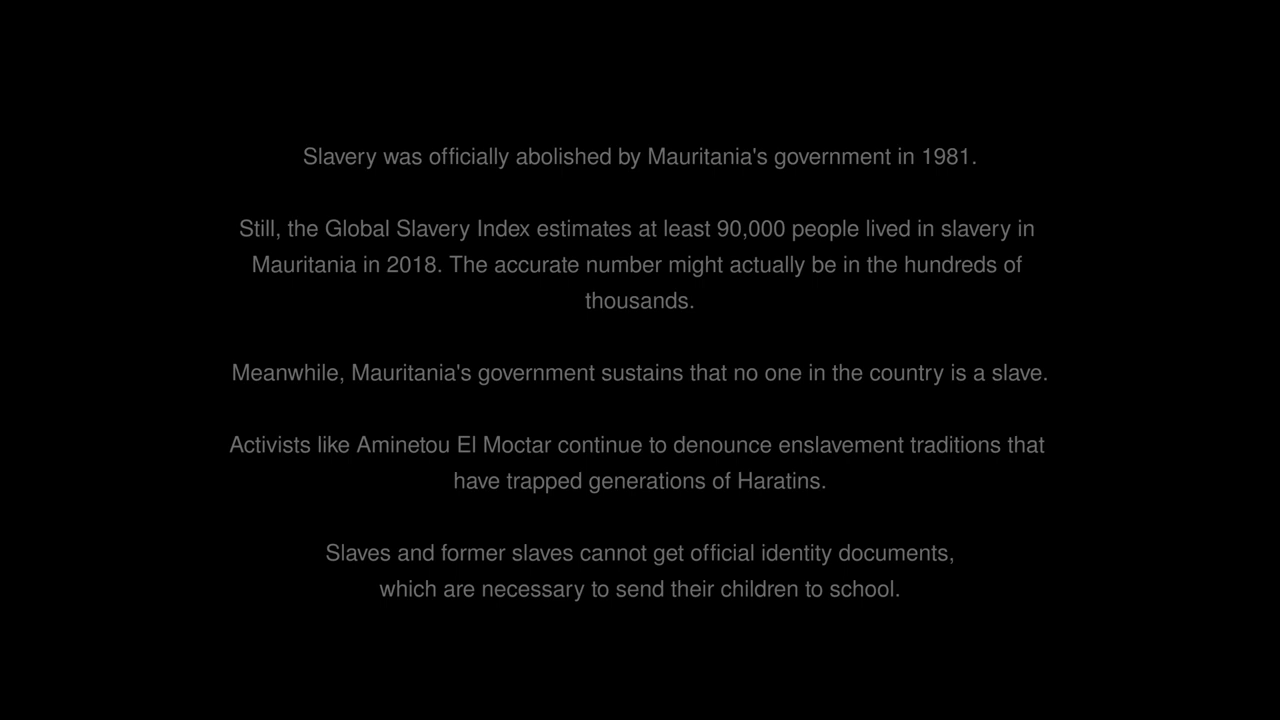 Slavery was officially abolished by Mauritania's government in 1981.
Still, the Global Slavery Index estimates at least 90,000 people lived in slavery in
Mauritania in 2018. The accurate number might actually be in the hundreds of
thousands.
Meanwhile, Mauritania's government sustains that no one in the country is a slave.
Activists like Aminetou El Moctar continue to denounce enslavement traditions that
have trapped generations of Haratins.
Slaves and former slaves cannot get official identity documents,
which are necessary to send their children to school.